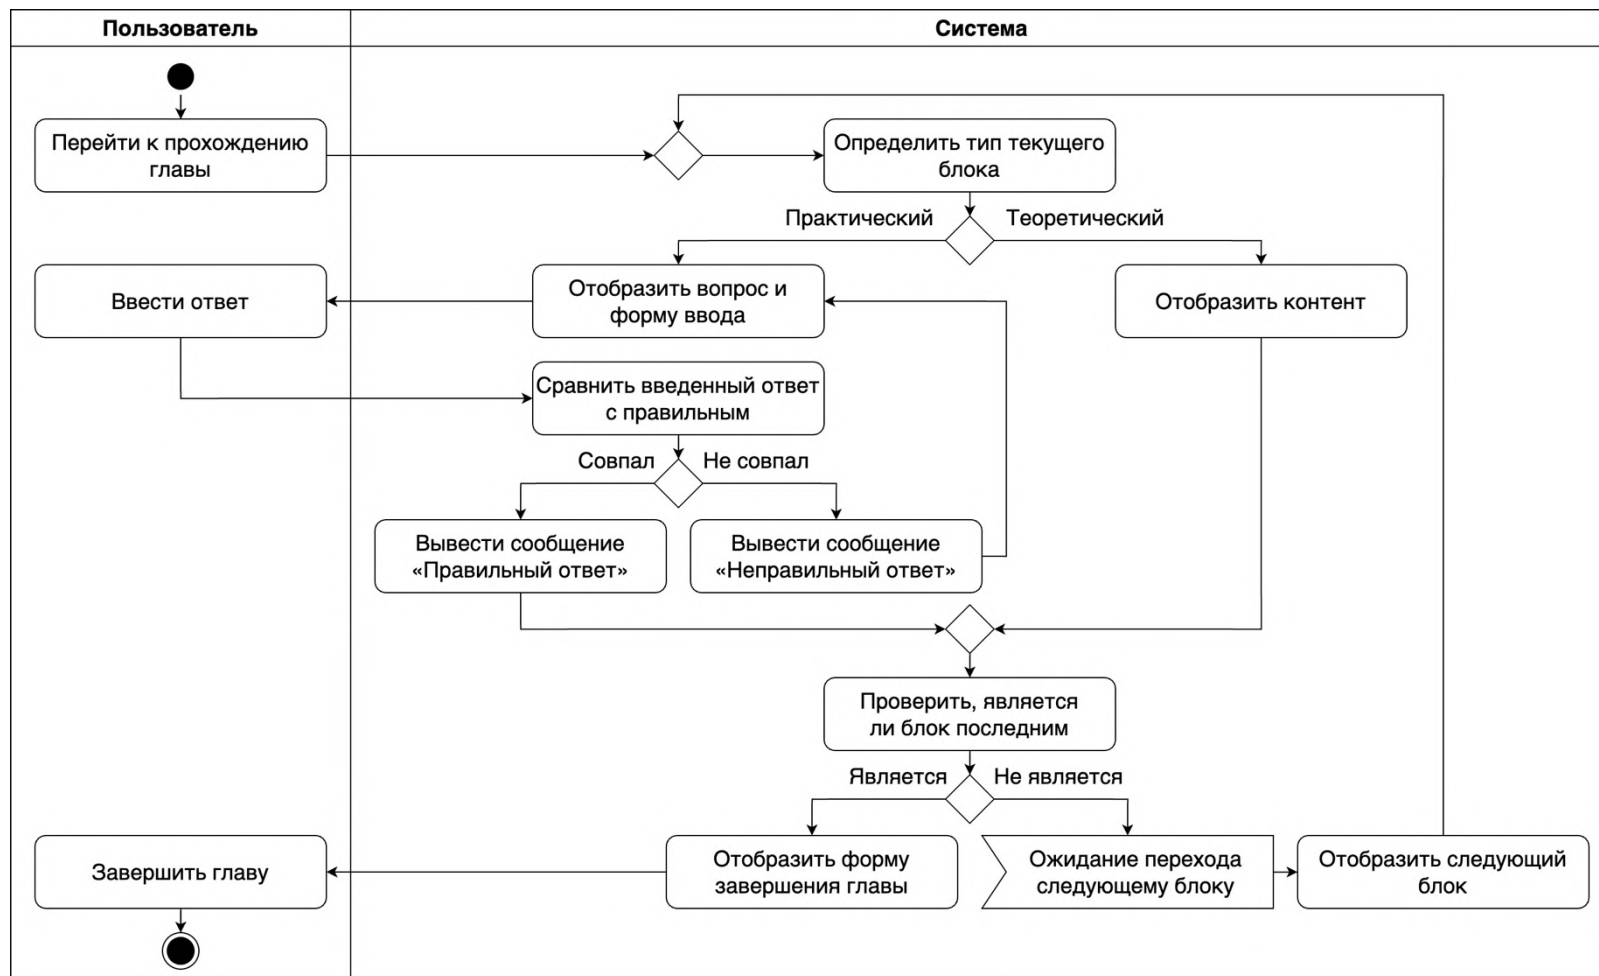 Пользователь
Система
Перейти к прохождению
главы
Определить тип текущего
блока
Практический
Теоретический
Ввести ответ
Отобразить вопрос и
форму ввода
Отобразить контент
Сравнить введенный ответ
с правильным
Совпал
Не совпал
Вывести сообщение
«Правильный ответ»
Вывести сообщение
«Неправильный ответ»
Проверить, является
ли блок последним
Является
Не является
Завершить главу
Отобразить форму
завершения главы
Ожидание перехода
следующему блоку
Отобразить следующий
блок